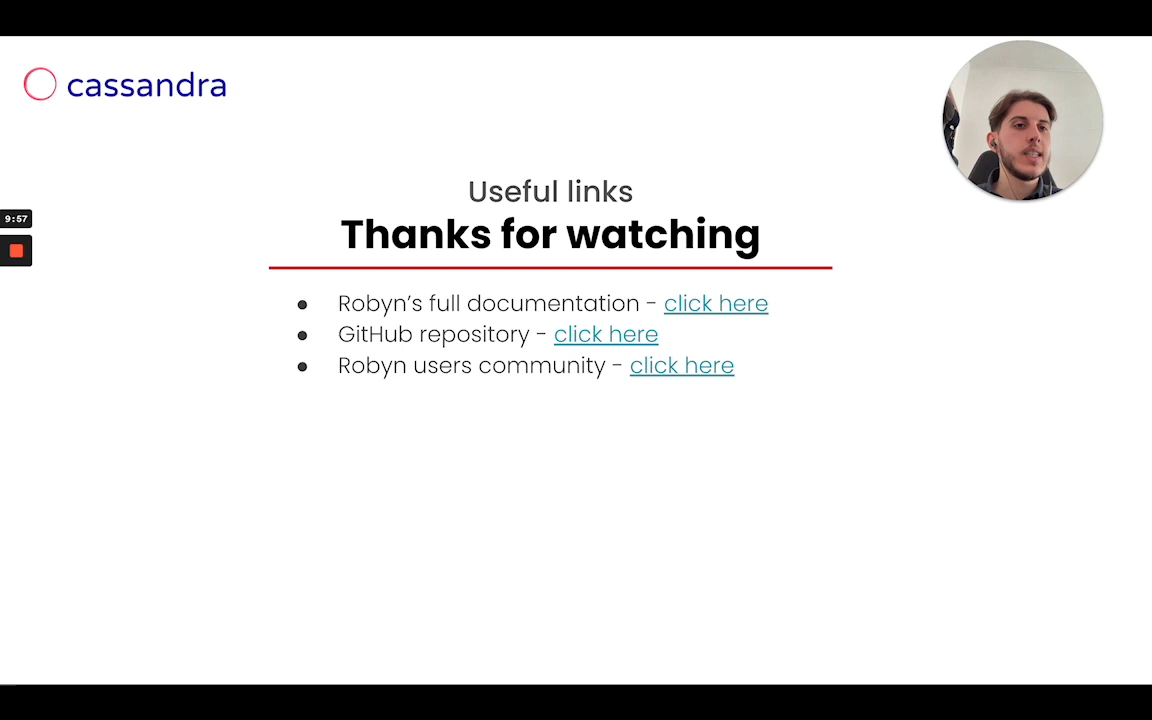 cassandra
9:57
Useful links
Thanks for watching
● Robyn’s full documentation - click here
● GitHub repository - click here
● Robyn users community - click here